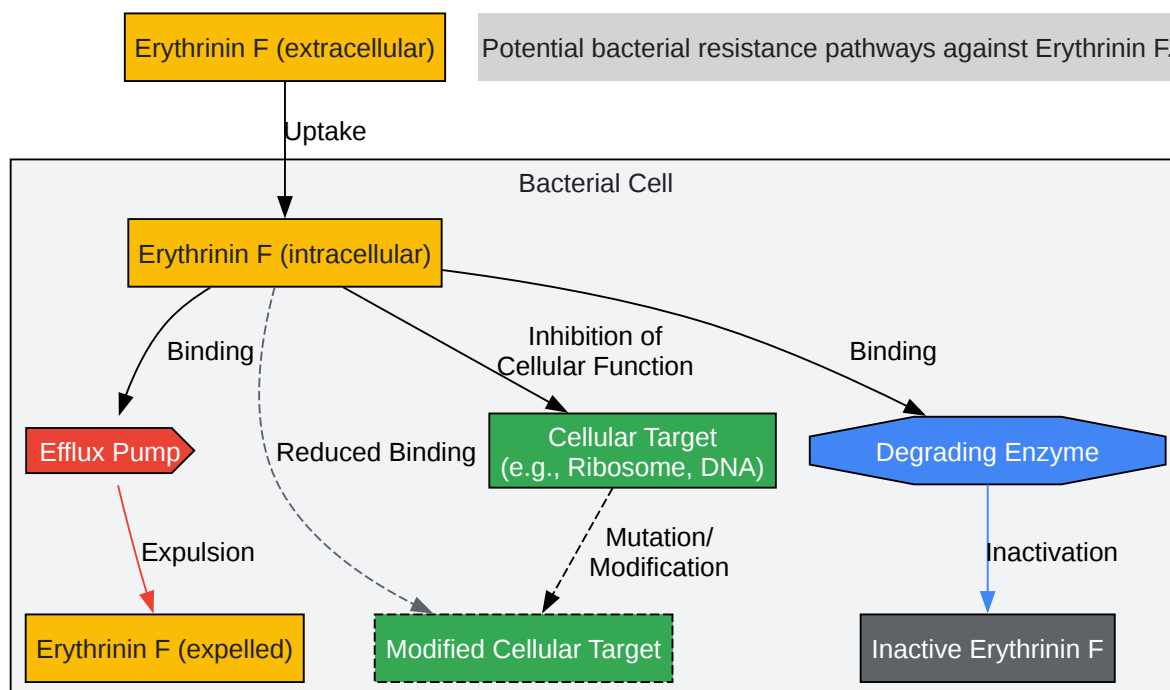 Erythrinin F (extracellular)
Potential bacterial resistance pathways against Erythrinin F.
Uptake
Bacterial Cell
Erythrinin F (intracellular)
Binding
Inhibition of
Cellular Function
Binding
Efflux Pump
Reduced Binding
Cellular Target
(e.g., Ribosome, DNA)
Degrading Enzyme
Expulsion
Mutation/
Modification
Inactivation
Erythrinin F (expelled)
Modified Cellular Target
Inactive Erythrinin F